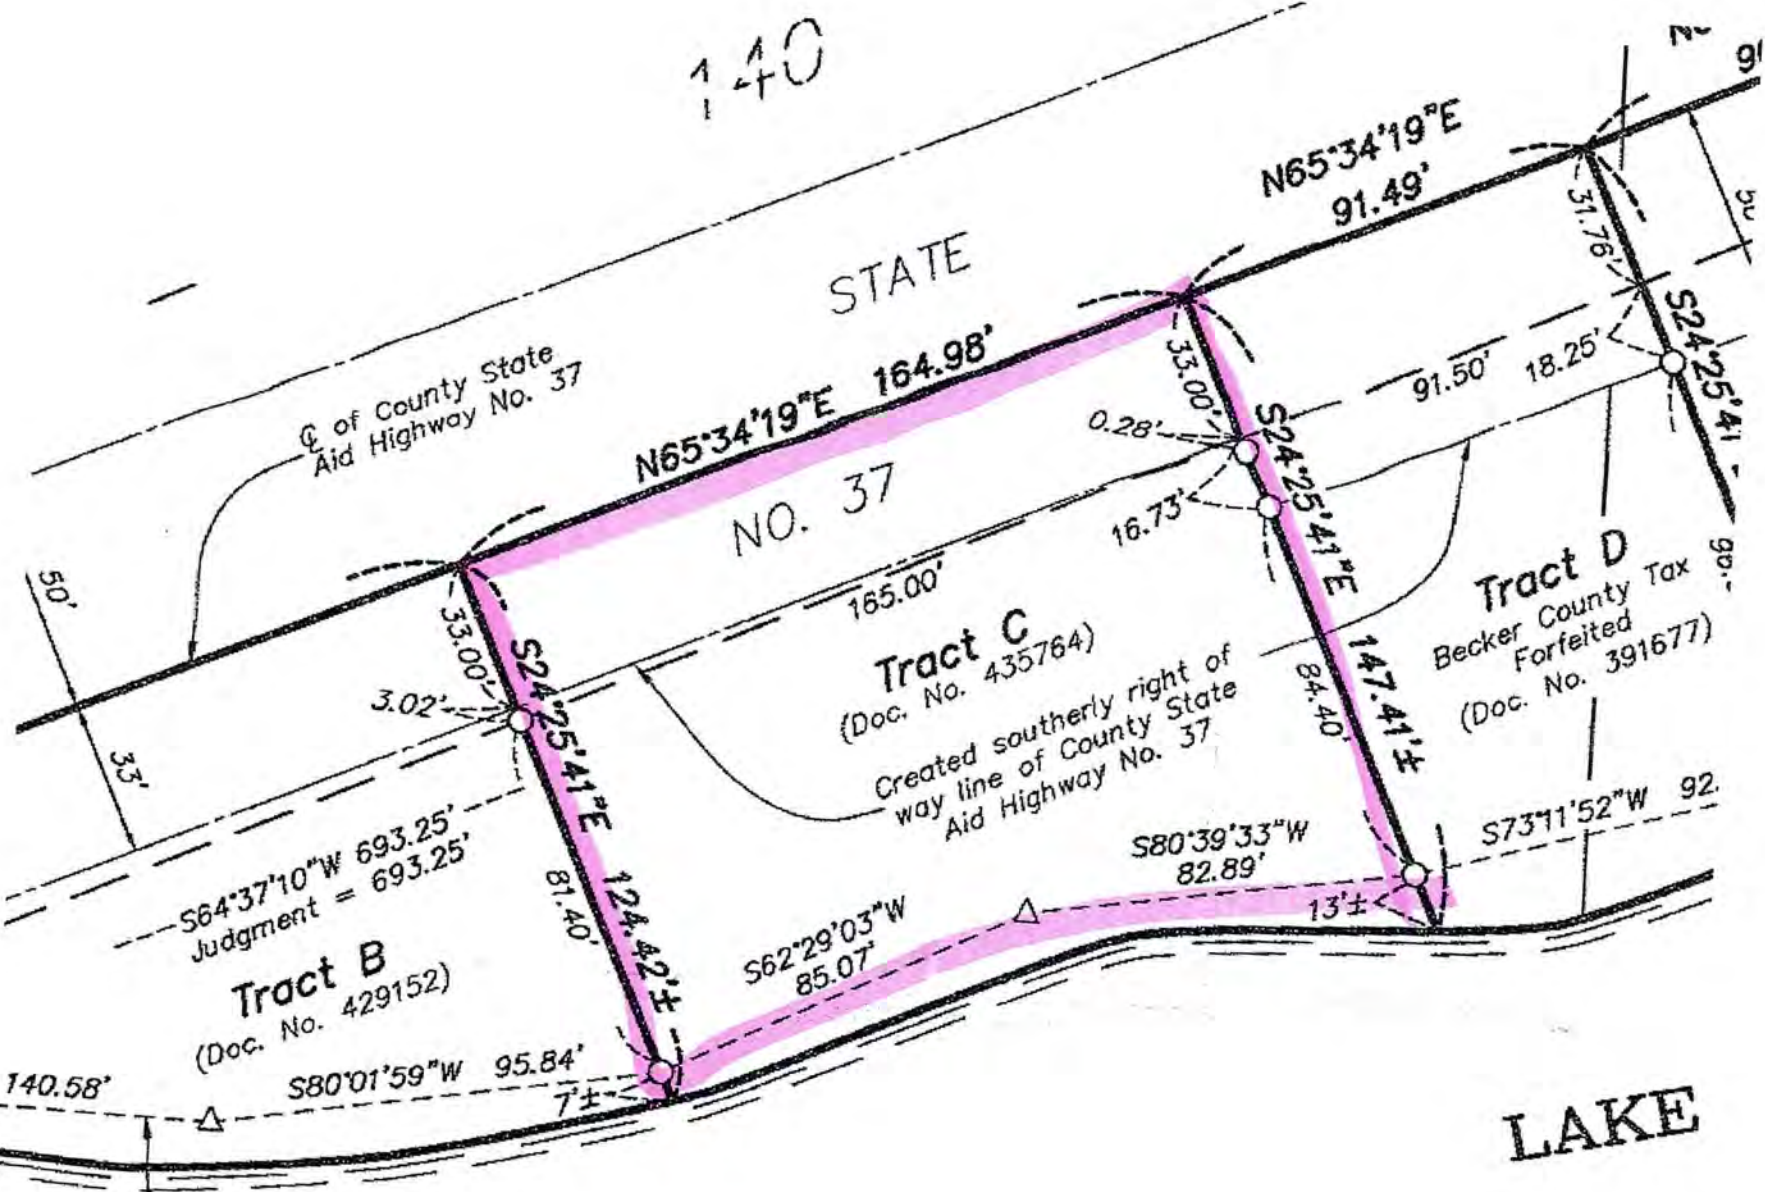 140
N65°34'19"E
91.49'
31.76'
STATE
℄ of County State
Aid Highway No. 37
N65°34'19"E 164.98'
33.00'
S24°25'41"E
91.50'
18.25'
0.28'
NO. 37
16.73'
S24°25'41"E 147.41'±
165.00'
50'
33'
33.00'
3.02'
S24°25'41"E 124.42'±
Tract C
(Doc. No. 435764)
Created southerly right of
way line of County State
Aid Highway No. 37
84.40'
Tract D
Becker County Tax
Forfeited
(Doc. No. 391677)
S64°37'10"W 693.25'
Judgment = 693.25'
81.40'
S80°39'33"W
82.89'
S73°11'52"W 92.
13'±
S62°29'03"W
85.07'
Tract B
(Doc. No. 429152)
140.58'
S80°01'59"W 95.84'
7'±
LAKE